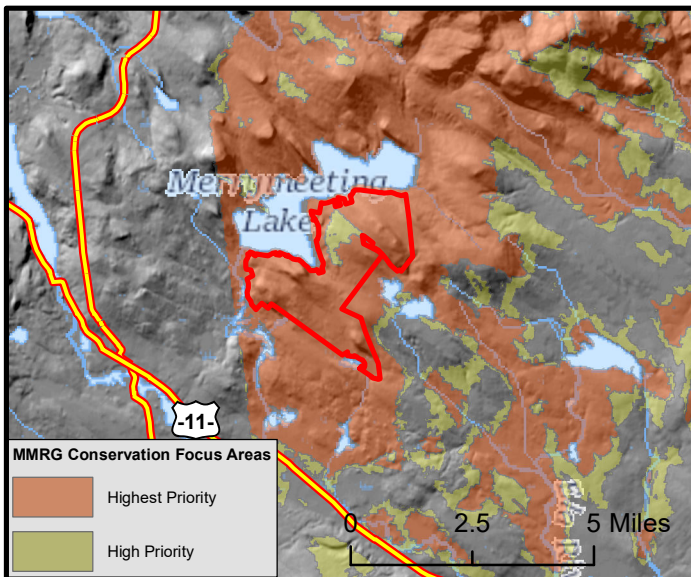 Merrymeeting
Lake
-11-
MMRG Conservation Focus Areas
Highest Priority
High Priority
0 2.5 5 Miles